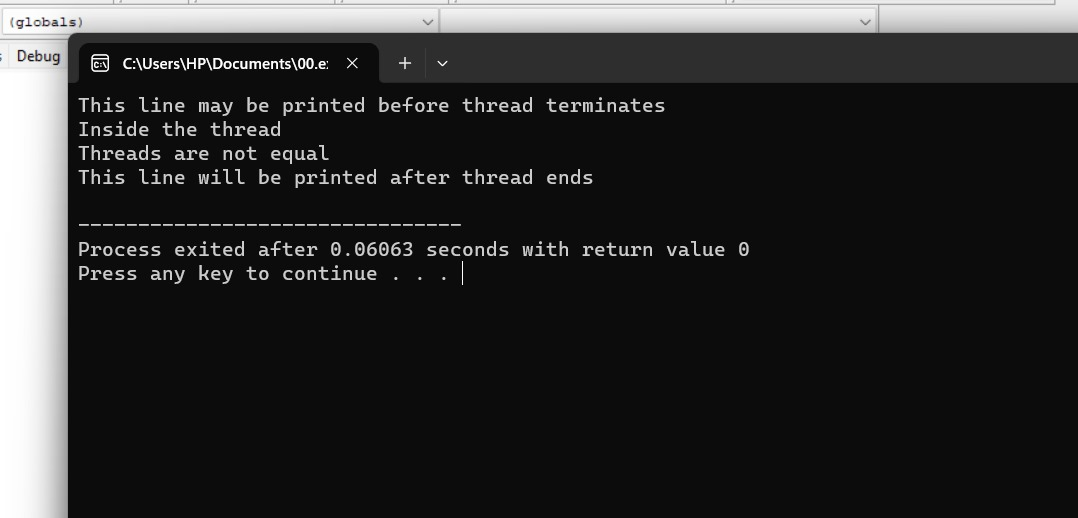 (globals)
Debug
C:\Users\HP\Documents\00.e
This line may be printed before thread terminates
Inside the thread
Threads are not equal
This line will be printed after thread ends
--------------------------------
Process exited after 0.06063 seconds with return value 0
Press any key to continue . . .